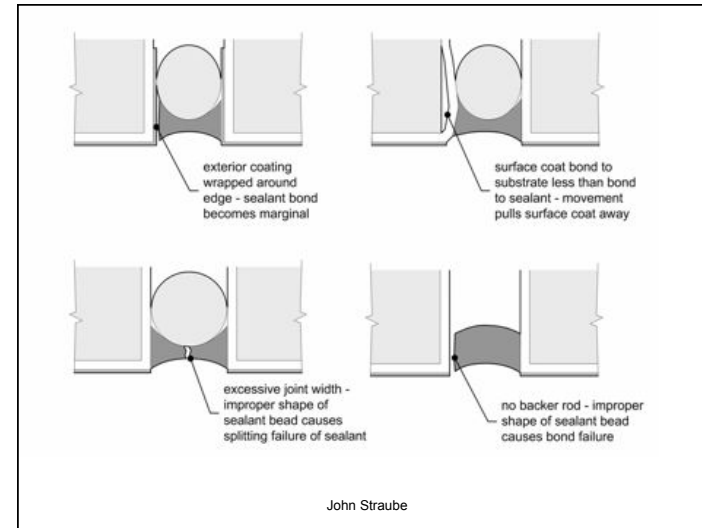 exterior coating
wrapped around
edge - sealant bond
becomes marginal
surface coat bond to
substrate less than bond
to sealant - movement
pulls surface coat away
excessive joint width -
improper shape of
sealant bead causes
splitting failure of sealant
no backer rod - improper
shape of sealant bead
causes bond failure
John Straube